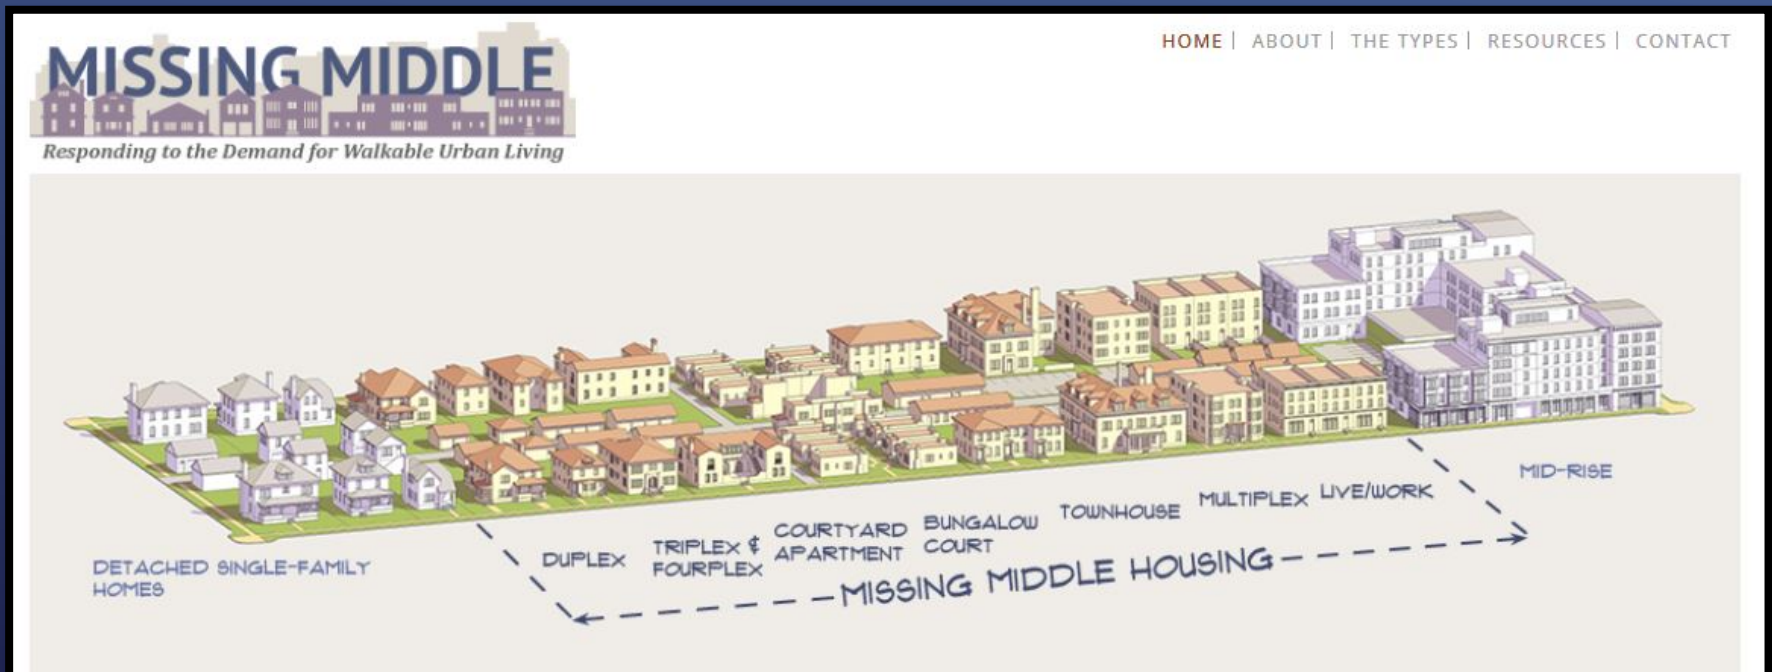 MISSING MIDDLE
Responding to the Demand for Walkable Urban Living
HOME | ABOUT | THE TYPES | RESOURCES | CONTACT
DETACHED SINGLE-FAMILY
HOMES
DUPLEX
TRIPLEX &
FOURPLEX
COURTYARD
APARTMENT
BUNGALOW
COURT
TOWNHOUSE
MULTIPLEX
LIVE/WORK
MID-RISE
MISSING MIDDLE HOUSING